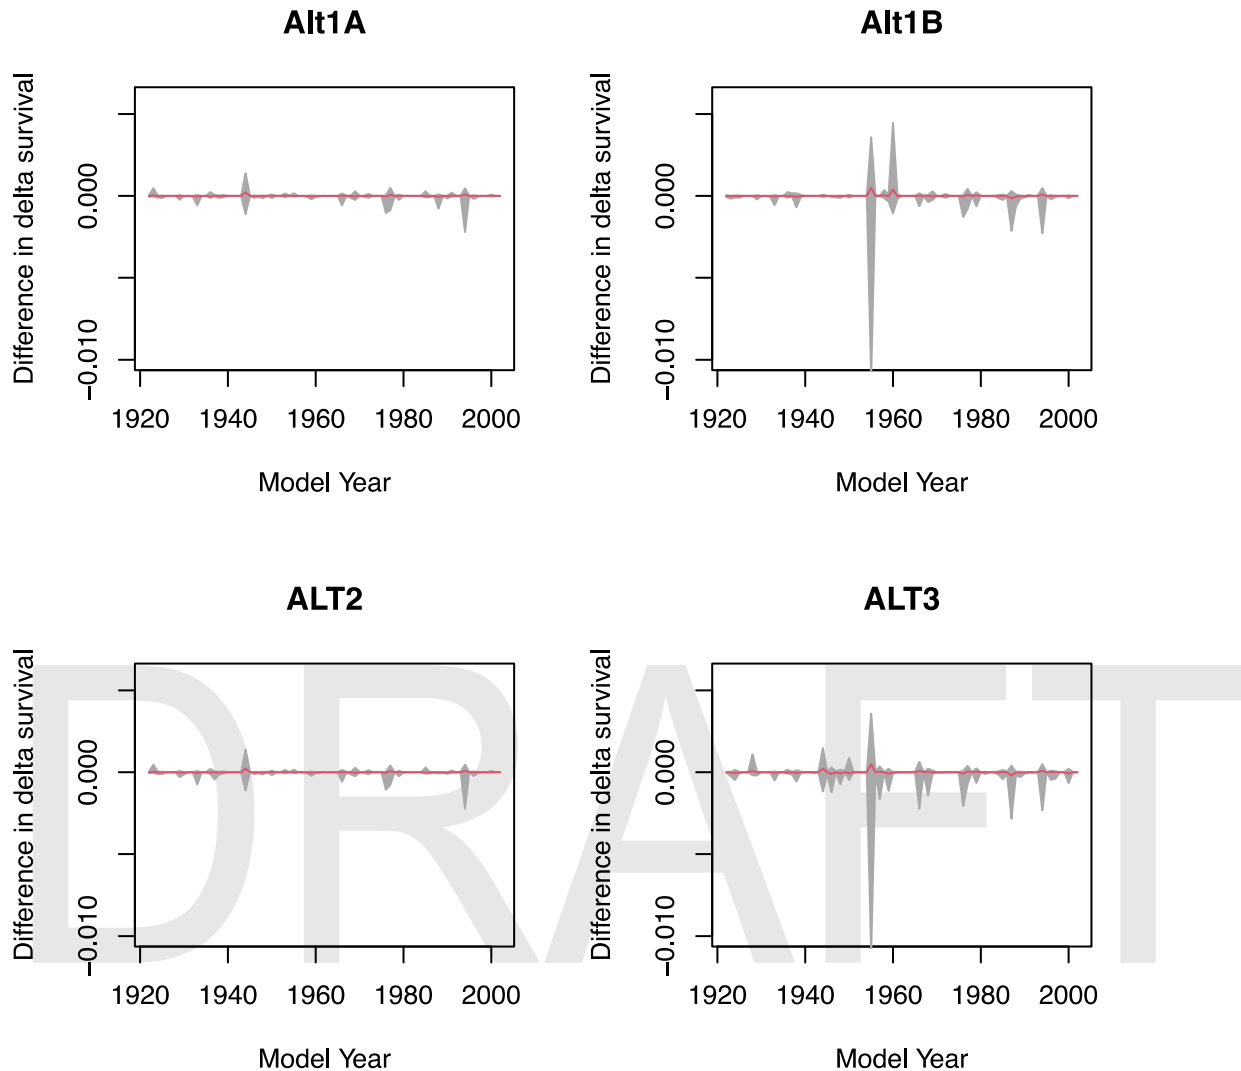 Alt1A
Difference in delta survival
0.000
−0.010
1920 1940 1960 1980 2000
Model Year
Alt1B
Difference in delta survival
0.000
−0.010
1920 1940 1960 1980 2000
Model Year
ALT2
Difference in delta survival
0.000
−0.010
1920 1940 1960 1980 2000
Model Year
ALT3
Difference in delta survival
0.000
−0.010
1920 1940 1960 1980 2000
Model Year
DRAFT